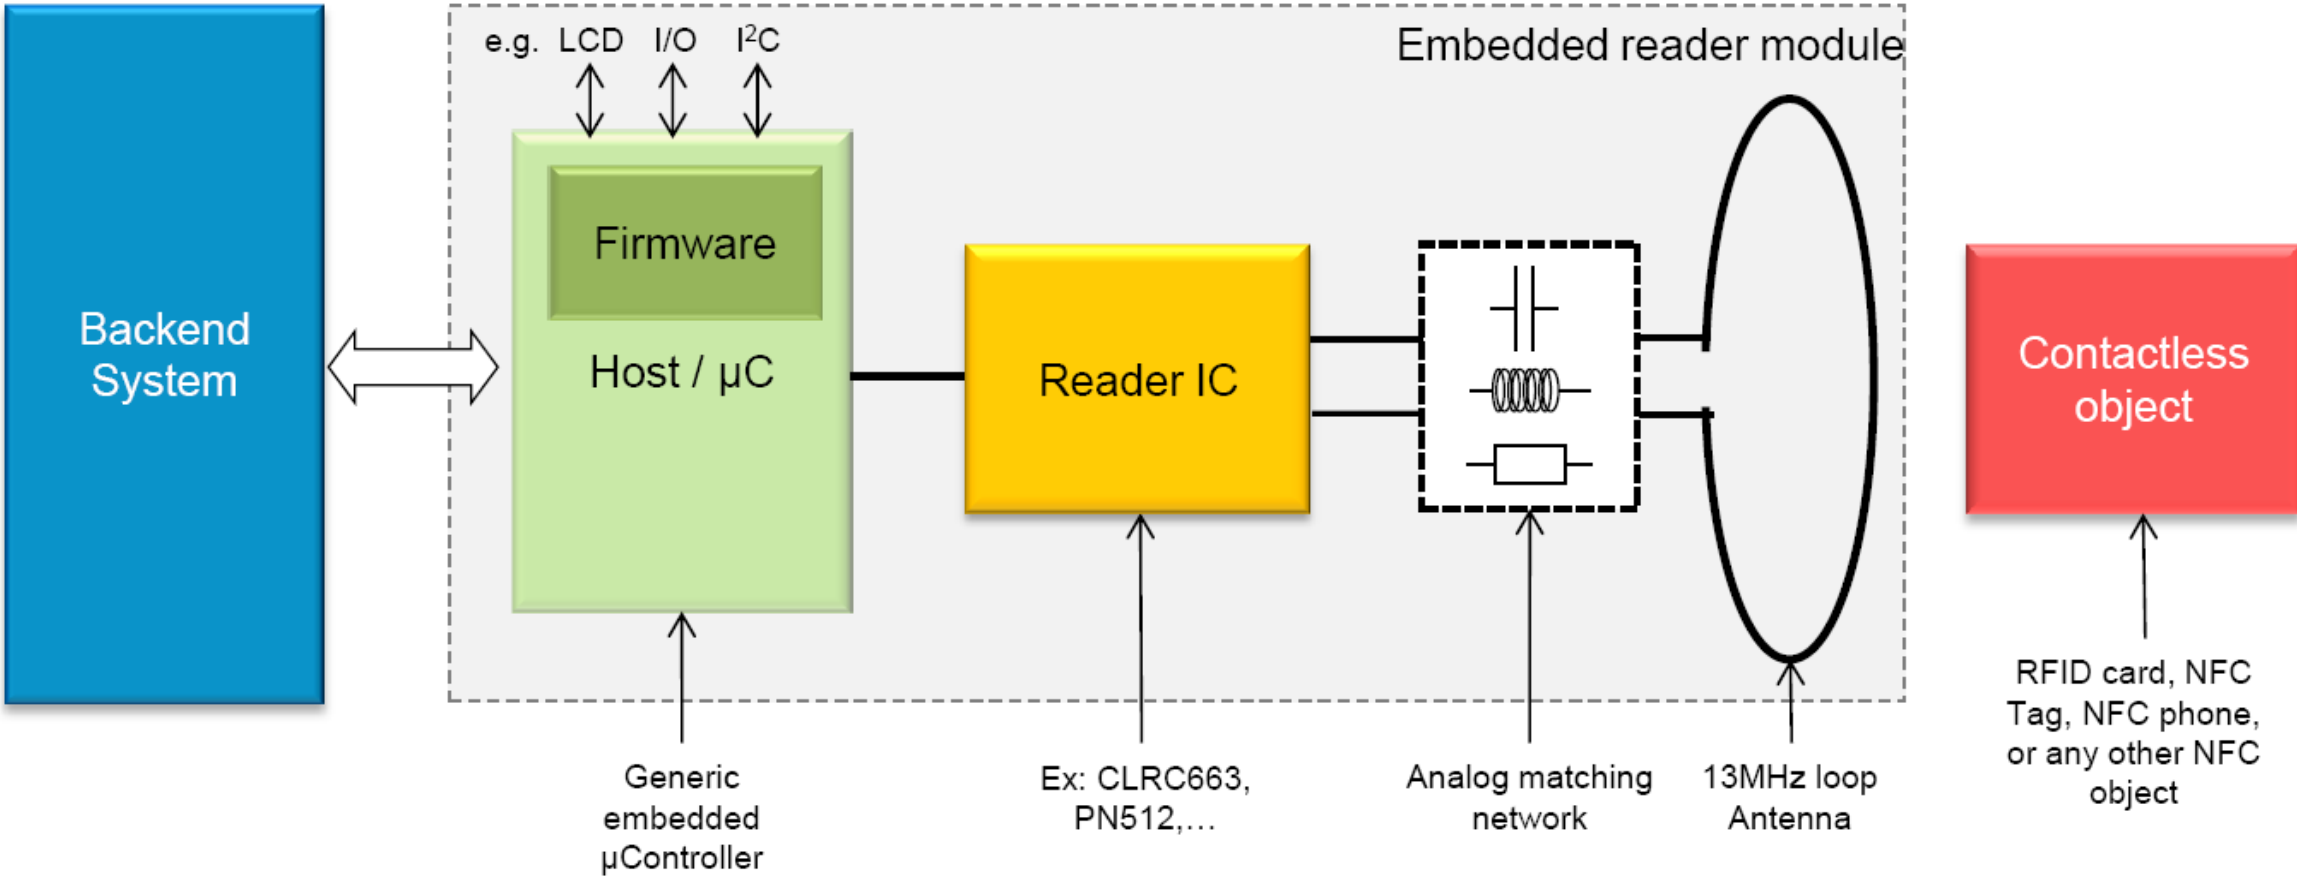 e.g. LCD I/O I²C
Embedded reader module
Backend
System
Firmware
Host / µC
Reader IC
Contactless
object
Generic
embedded
µController
Ex: CLRC663,
PN512,...
Analog matching
network
13MHz loop
Antenna
RFID card, NFC
Tag, NFC phone,
or any other NFC
object